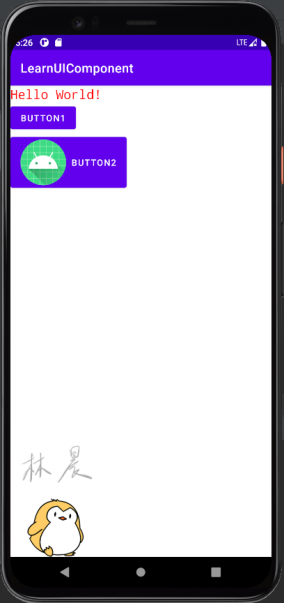 3:26 LTE
LearnUIComponent
Hello World!
BUTTON1
BUTTON2
林晨